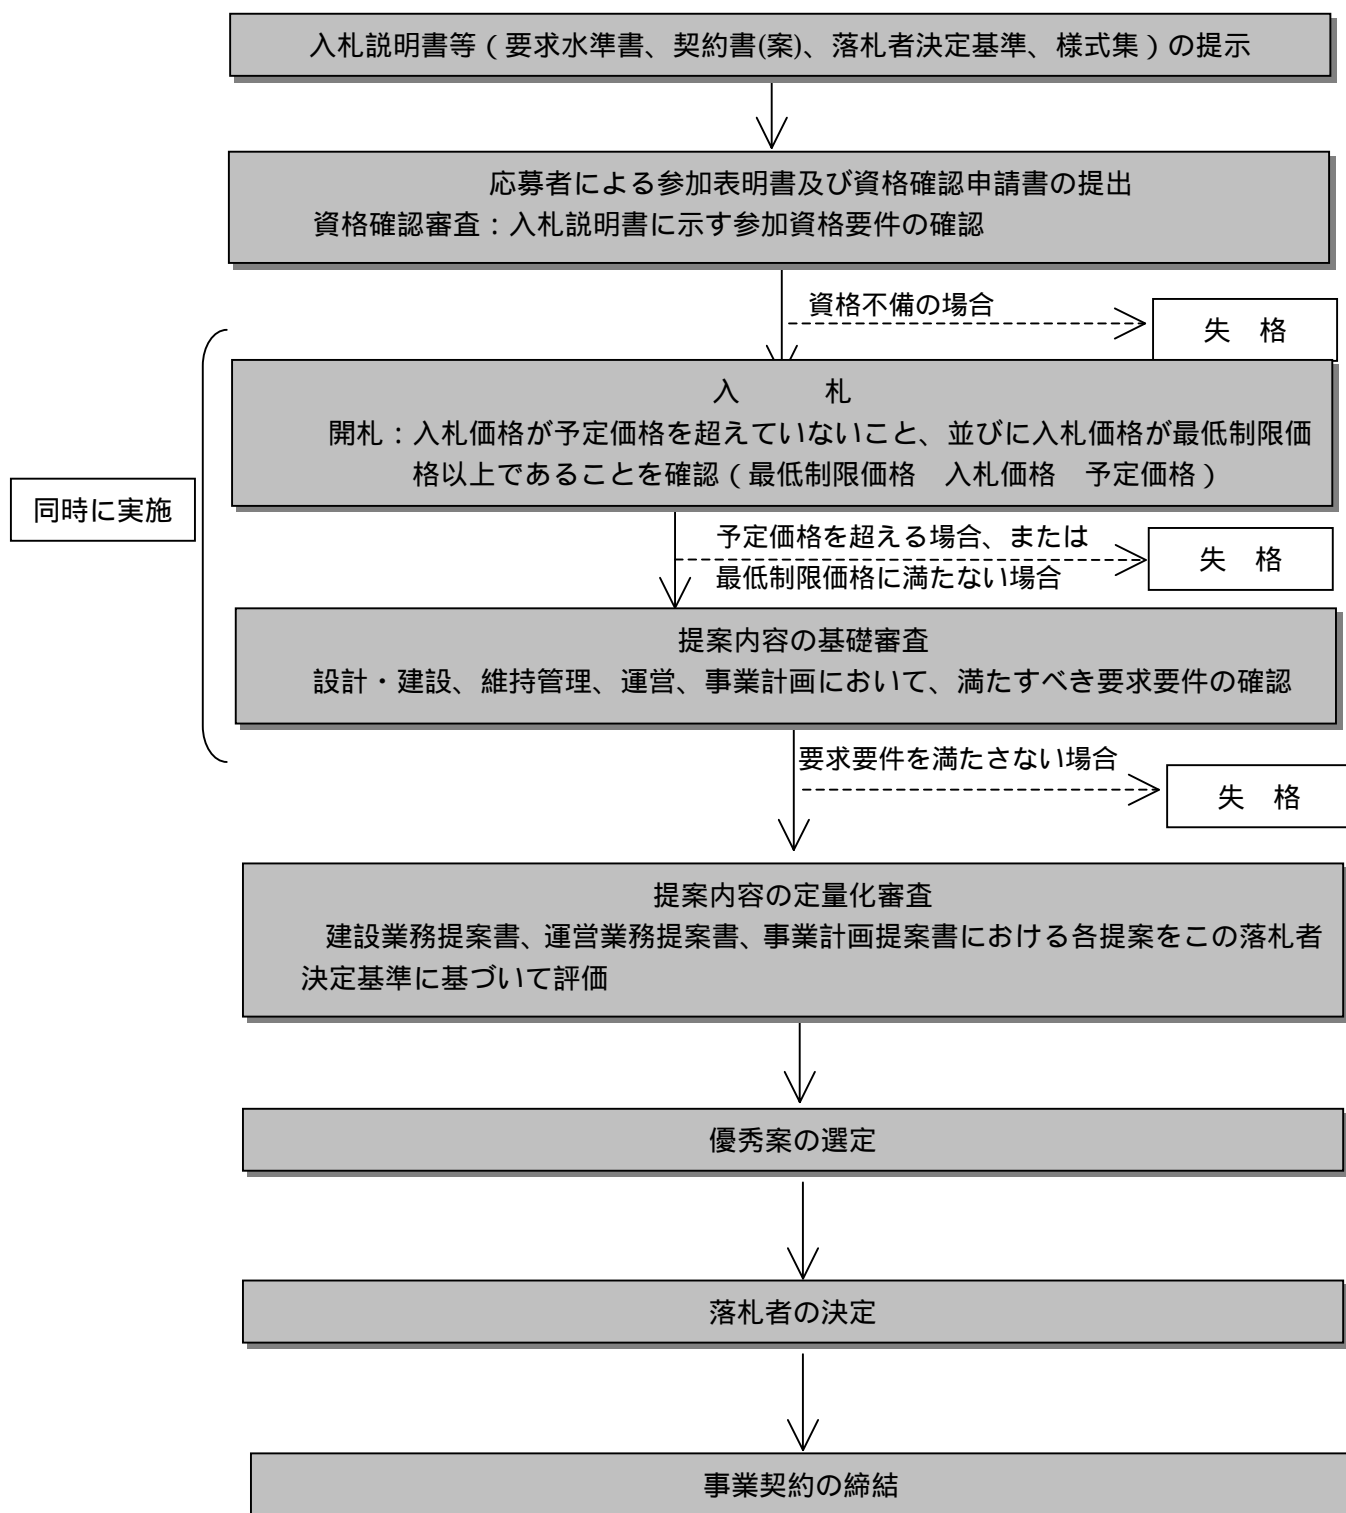 入札説明書等（要求水準書、契約書(案)、落札者決定基準、様式集）の提示
応募者による参加表明書及び資格確認申請書の提出
資格確認審査：入札説明書に示す参加資格要件の確認
資格不備の場合
失　格
入　　　札
開札：入札価格が予定価格を超えていないこと、並びに入札価格が最低制限価
格以上であることを確認（最低制限価格　入札価格　予定価格）
同時に実施
予定価格を超える場合、または
最低制限価格に満たない場合
失　格
提案内容の基礎審査
設計・建設、維持管理、運営、事業計画において、満たすべき要求要件の確認
要求要件を満たさない場合
失　格
提案内容の定量化審査
建設業務提案書、運営業務提案書、事業計画提案書における各提案をこの落札者
決定基準に基づいて評価
優秀案の選定
落札者の決定
事業契約の締結